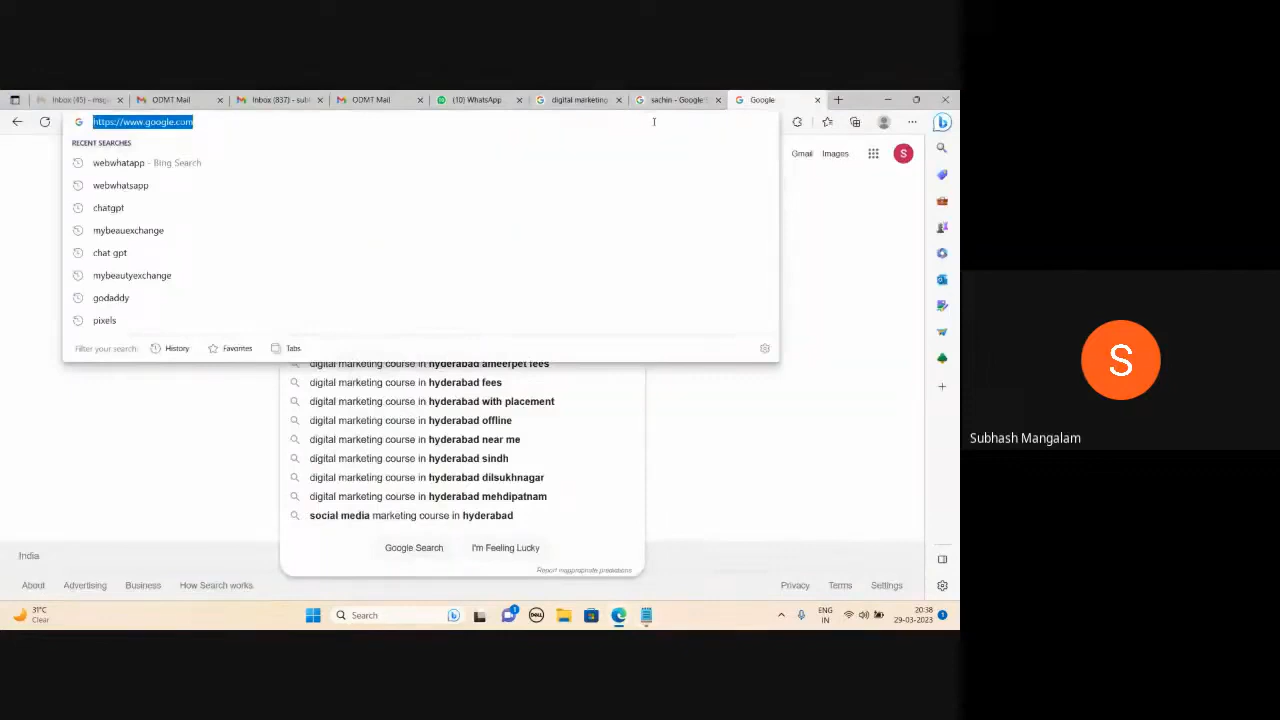 Inbox (45) - msg
ODMT Mail
Inbox (837) - sub
ODMT Mail
(10) WhatsApp
digital marketing
sachin - Google S
Google
https://www.google.com
RECENT SEARCHES
webwhatapp - Bing Search
webwhatsapp
chatgpt
mybeauexchange
chat gpt
mybeautyexchange
godaddy
pixels
Filter your search:
History
Favorites
Tabs
Gmail
Images
S
digital marketing course in hyderabad ameerpet fees
digital marketing course in hyderabad fees
digital marketing course in hyderabad with placement
digital marketing course in hyderabad offline
digital marketing course in hyderabad near me
digital marketing course in hyderabad sindh
digital marketing course in hyderabad dilsukhnagar
digital marketing course in hyderabad mehdipatnam
social media marketing course in hyderabad
Google Search
I'm Feeling Lucky
Report inappropriate predictions
India
About
Advertising
Business
How Search works
Privacy
Terms
Settings
31°C
Clear
Search
1
DELL
ENG
IN
20:38
29-03-2023
1
S
Subhash Mangalam